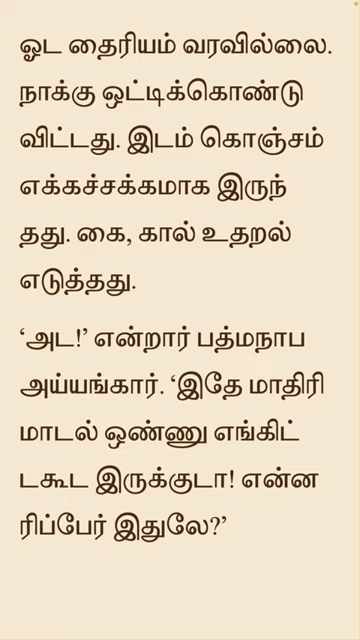 ஓட தைரியம் வரவில்லை.
நாக்கு ஒட்டிக்கொண்டு
விட்டது. இடம் கொஞ்சம்
எக்கச்சக்கமாக இருந்
தது. கை, கால் உதறல்
எடுத்தது.
‘அட!’ என்றார் பத்மநாப
அய்யங்கார். ‘இதே மாதிரி
மாடல் ஒண்ணு எங்கிட்
டகூட இருக்குடா! என்ன
ரிப்பேர் இதுலே?’